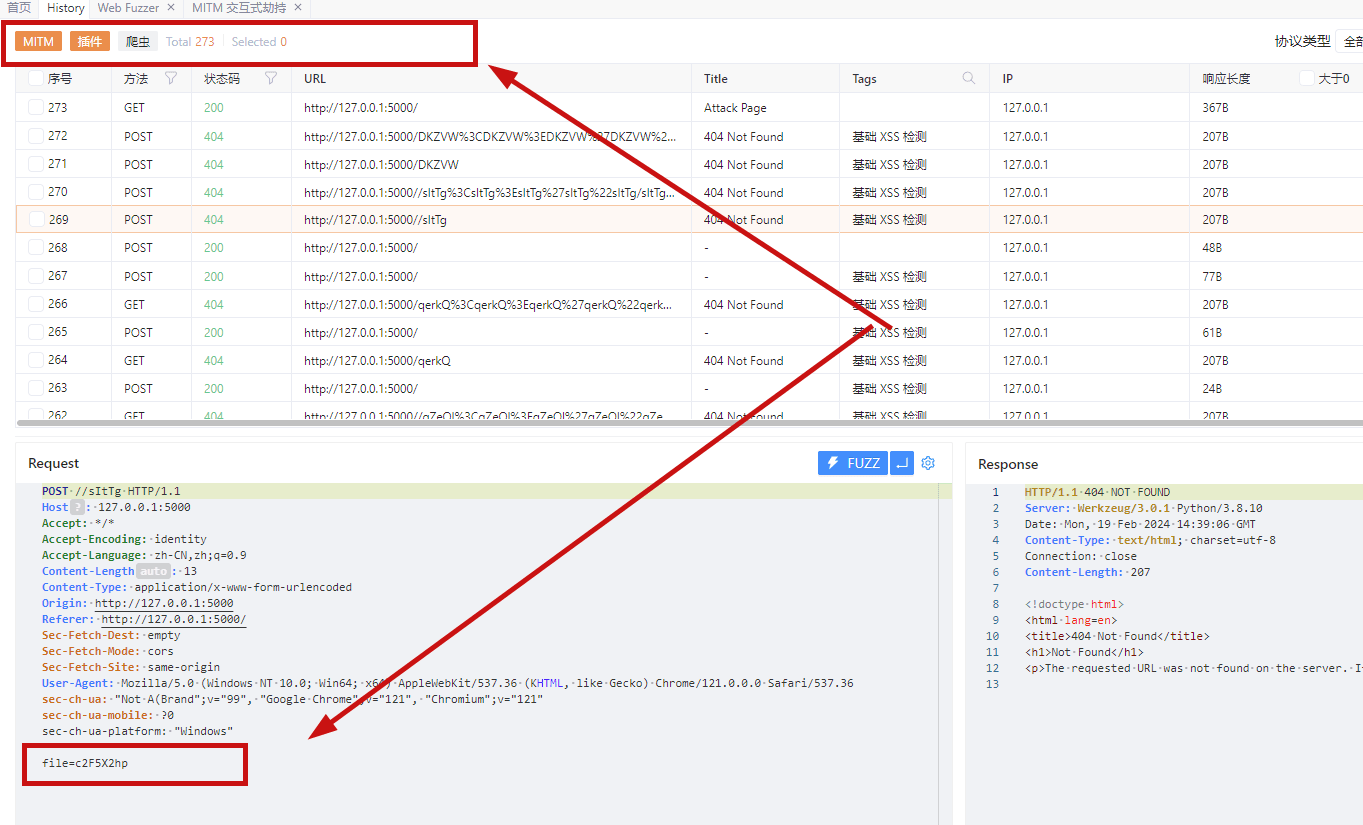 首页 History Web Fuzzer × MITM 交互式劫持 ×
MITM 插件 爬虫 Total 273 Selected 0 协议类型 全部
序号 方法 状态码 URL Title Tags IP 响应长度 大于0
273 GET 200 http://127.0.0.1:5000/ Attack Page 127.0.0.1 367B
272 POST 404 http://127.0.0.1:5000/DKZVW%3CDKZVW%3EDKZVW%27DKZVW%2... 404 Not Found 基础 XSS 检测 127.0.0.1 207B
271 POST 404 http://127.0.0.1:5000/DKZVW 404 Not Found 基础 XSS 检测 127.0.0.1 207B
270 POST 404 http://127.0.0.1:5000//sItTg%3CsItTg%3EsItTg%27sItTg%22sItTg/sItTg... 404 Not Found 基础 XSS 检测 127.0.0.1 207B
269 POST 404 http://127.0.0.1:5000//sItTg 404 Not Found 基础 XSS 检测 127.0.0.1 207B
268 POST 200 http://127.0.0.1:5000/ - 127.0.0.1 48B
267 POST 200 http://127.0.0.1:5000/ - 基础 XSS 检测 127.0.0.1 77B
266 GET 404 http://127.0.0.1:5000/qerkQ%3CqerkQ%3EqerkQ%27qerkQ%22qerk... 404 Not Found 基础 XSS 检测 127.0.0.1 207B
265 POST 200 http://127.0.0.1:5000/ - 基础 XSS 检测 127.0.0.1 61B
264 GET 404 http://127.0.0.1:5000/qerkQ 404 Not Found 基础 XSS 检测 127.0.0.1 207B
263 POST 200 http://127.0.0.1:5000/ - 基础 XSS 检测 127.0.0.1 24B
262 GET 404 404 Not Found 基础 XSS 检测 127.0.0.1 207B
Request FUZZ
POST //sItTg HTTP/1.1
Host ? : 127.0.0.1:5000
Accept: */*
Accept-Encoding: identity
Accept-Language: zh-CN,zh;q=0.9
Content-Length auto : 13
Content-Type: application/x-www-form-urlencoded
Origin: http://127.0.0.1:5000
Referer: http://127.0.0.1:5000/
Sec-Fetch-Dest: empty
Sec-Fetch-Mode: cors
Sec-Fetch-Site: same-origin
User-Agent: Mozilla/5.0 (Windows NT 10.0; Win64; x64) AppleWebKit/537.36 (KHTML, like Gecko) Chrome/121.0.0.0 Safari/537.36
sec-ch-ua: "Not A(Brand";v="99", "Google Chrome";v="121", "Chromium";v="121"
sec-ch-ua-mobile: ?0
sec-ch-ua-platform: "Windows"
file=c2F5X2hp
Response
1 HTTP/1.1 404 NOT FOUND
2 Server: Werkzeug/3.0.1 Python/3.8.10
3 Date: Mon, 19 Feb 2024 14:39:06 GMT
4 Content-Type: text/html; charset=utf-8
5 Connection: close
6 Content-Length: 207
7
8 <!doctype html>
9 <html lang=en>
10 <title>404 Not Found</title>
11 <h1>Not Found</h1>
12 <p>The requested URL was not found on the server. I
13